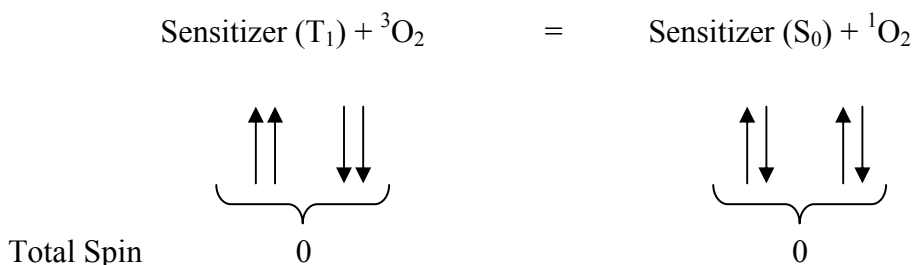 Sensitizer (T₁) + ³O₂ = Sensitizer (S₀) + ¹O₂
Total Spin 0 0